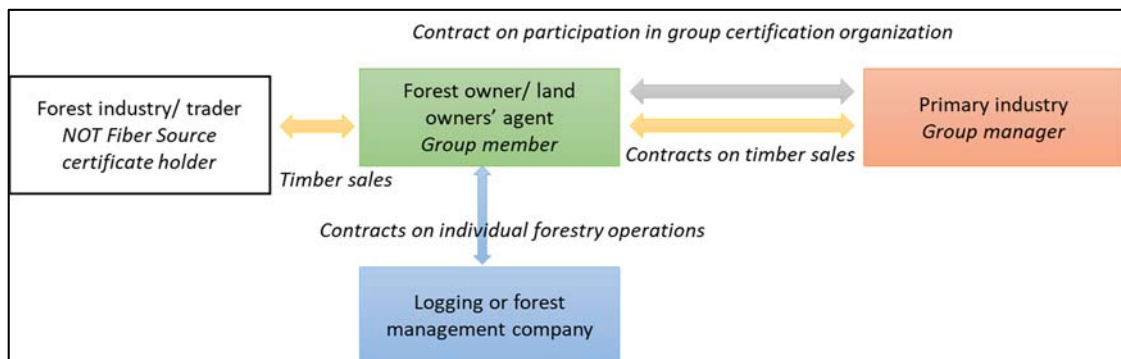 Contract on participation in group certification organization
Forest industry/ trader
NOT Fiber Source
certificate holder
Timber sales
Forest owner/ land
owners’ agent
Group member
Contracts on timber sales
Primary industry
Group manager
Contracts on individual forestry operations
Logging or forest
management company